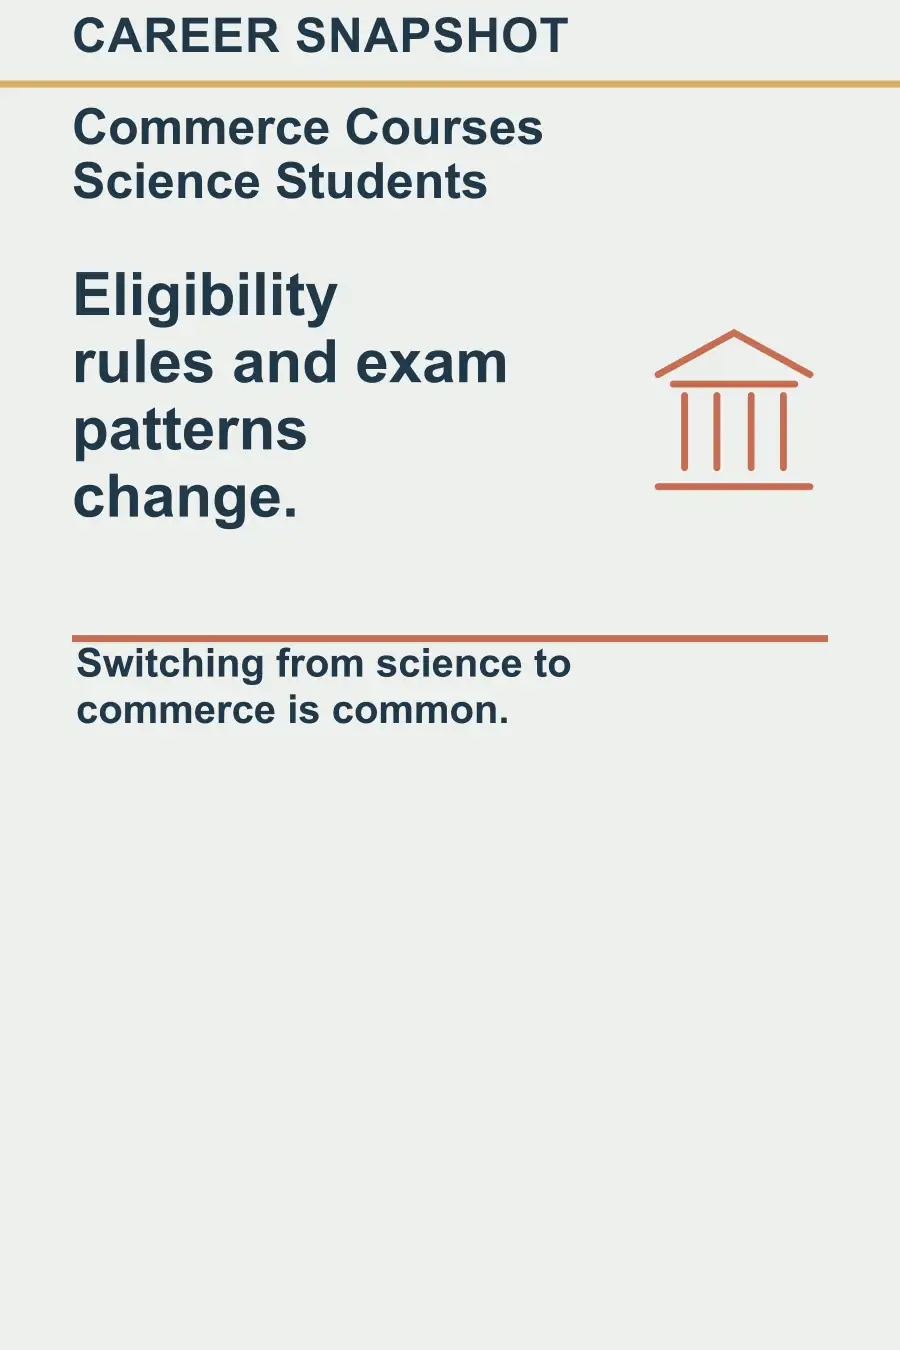 CAREER SNAPSHOT
Commerce Courses
Science Students
Eligibility
rules and exam
patterns
change.
Switching from science to
commerce is common.